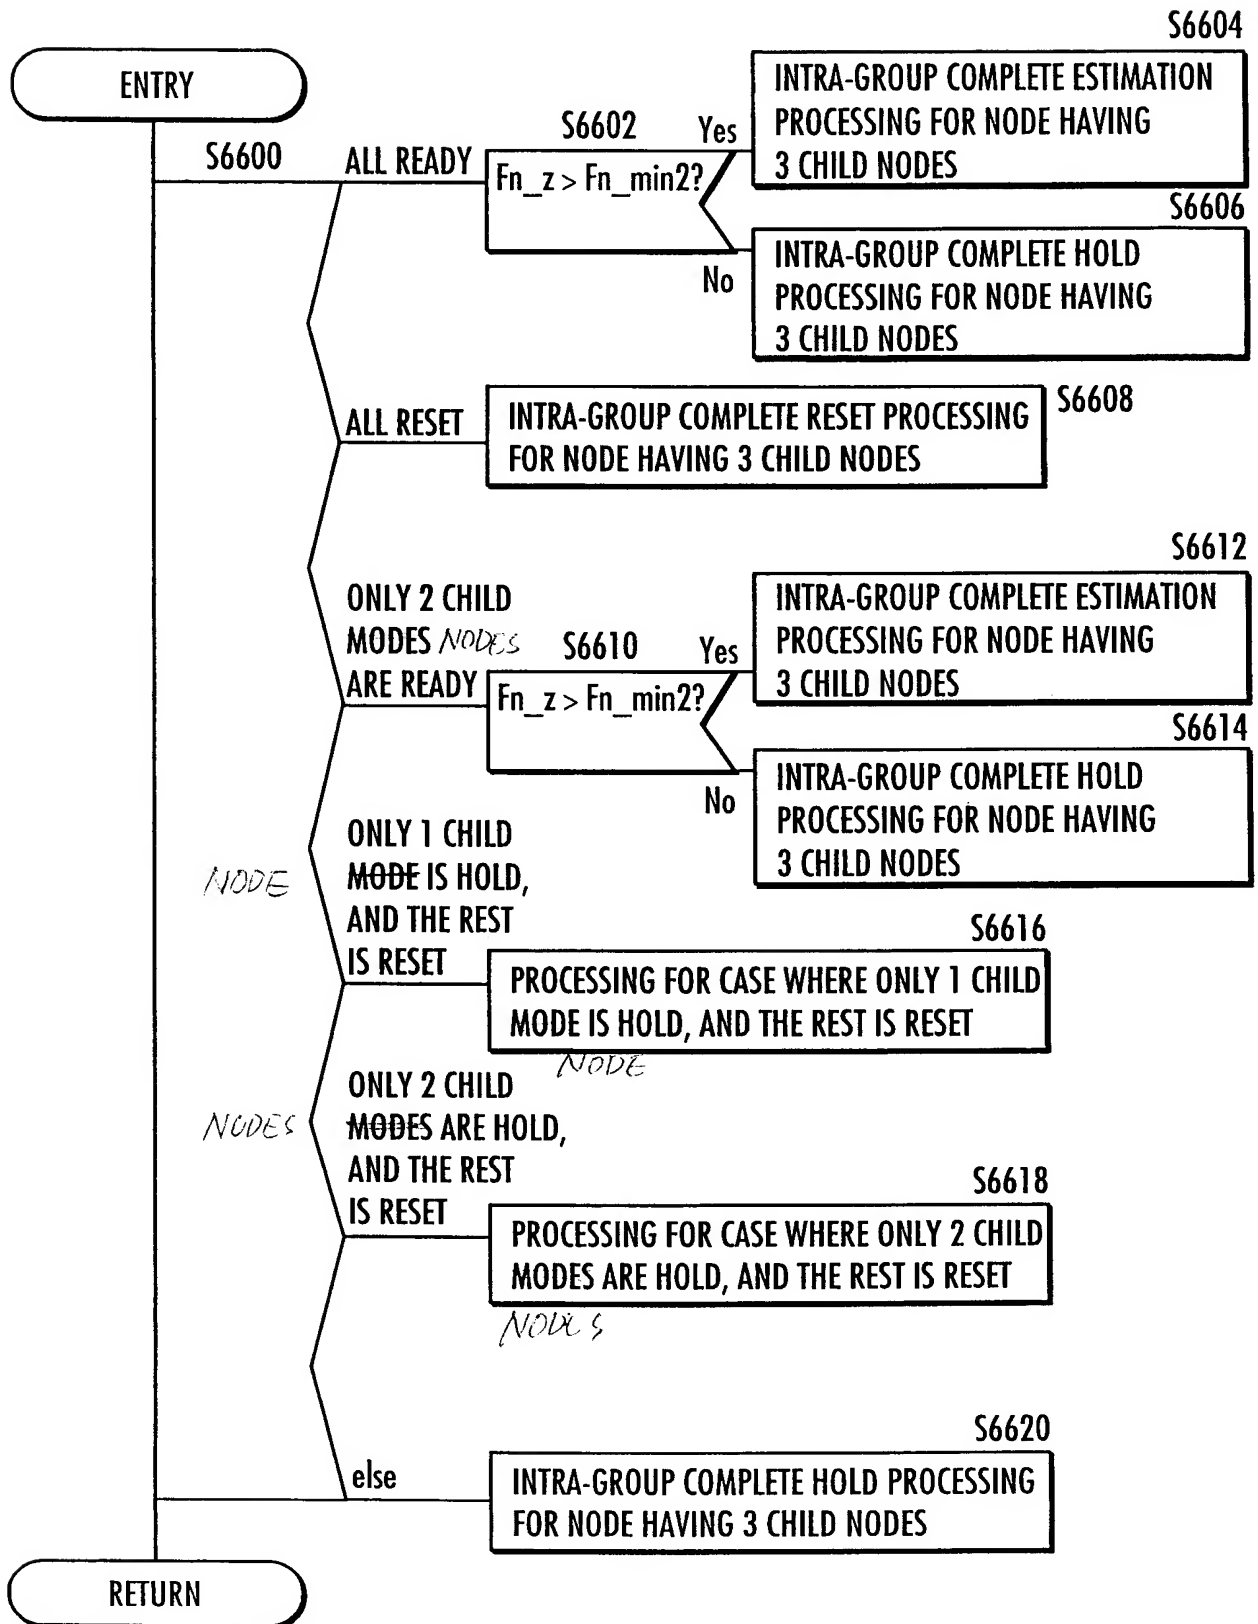 ENTRY
S6600
ALL READY
S6602
Fn_z > Fn_min2?
Yes
S6604
INTRA-GROUP COMPLETE ESTIMATION
PROCESSING FOR NODE HAVING
3 CHILD NODES
No
S6606
INTRA-GROUP COMPLETE HOLD
PROCESSING FOR NODE HAVING
3 CHILD NODES
ALL RESET
INTRA-GROUP COMPLETE RESET PROCESSING
FOR NODE HAVING 3 CHILD NODES
S6608
ONLY 2 CHILD
MODES NODES
ARE READY
S6610
Fn_z > Fn_min2?
Yes
S6612
INTRA-GROUP COMPLETE ESTIMATION
PROCESSING FOR NODE HAVING
3 CHILD NODES
No
S6614
INTRA-GROUP COMPLETE HOLD
PROCESSING FOR NODE HAVING
3 CHILD NODES
ONLY 1 CHILD
NODE MODE IS HOLD,
AND THE REST
IS RESET
S6616
PROCESSING FOR CASE WHERE ONLY 1 CHILD
MODE IS HOLD, AND THE REST IS RESET
NODE
ONLY 2 CHILD
NODES MODES ARE HOLD,
AND THE REST
IS RESET
S6618
PROCESSING FOR CASE WHERE ONLY 2 CHILD
MODES ARE HOLD, AND THE REST IS RESET
NODES
else
S6620
INTRA-GROUP COMPLETE HOLD PROCESSING
FOR NODE HAVING 3 CHILD NODES
RETURN